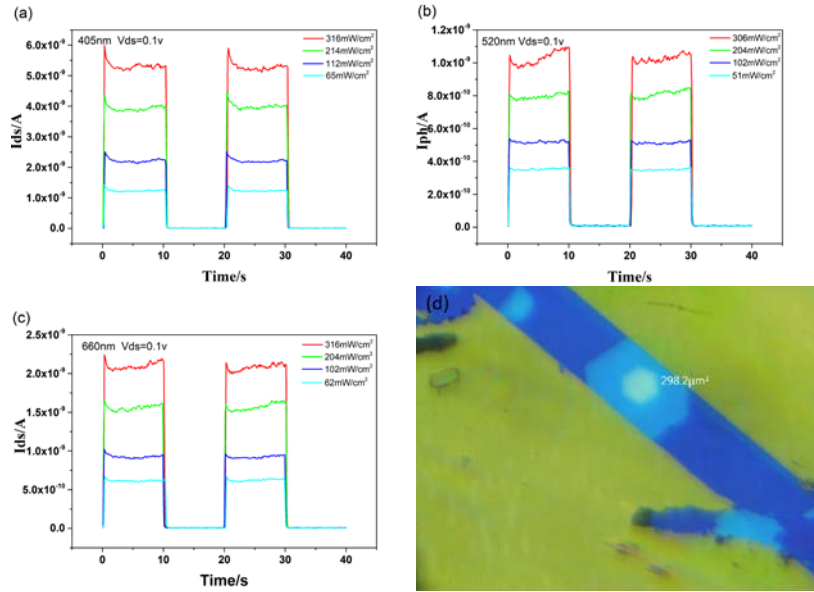 (a)
405nm Vds=0.1v
316mW/cm²
214mW/cm²
112mW/cm²
65mW/cm²
6.0x10⁻⁹
5.0x10⁻⁹
4.0x10⁻⁹
3.0x10⁻⁹
2.0x10⁻⁹
1.0x10⁻⁹
0.0
Ids/A
0
10
20
30
40
Time/s
(b)
520nm Vds=0.1v
306mW/cm²
204mW/cm²
102mW/cm²
51mW/cm²
1.2x10⁻⁹
1.0x10⁻⁹
8.0x10⁻¹⁰
6.0x10⁻¹⁰
4.0x10⁻¹⁰
2.0x10⁻¹⁰
0.0
Iph/A
0
10
20
30
40
Time/s
(c)
660nm Vds=0.1v
316mW/cm²
204mW/cm²
102mW/cm²
62mW/cm²
2.5x10⁻⁹
2.0x10⁻⁹
1.5x10⁻⁹
1.0x10⁻⁹
5.0x10⁻¹⁰
0.0
Ids/A
0
10
20
30
40
Time/s
(d)
298.2μm²